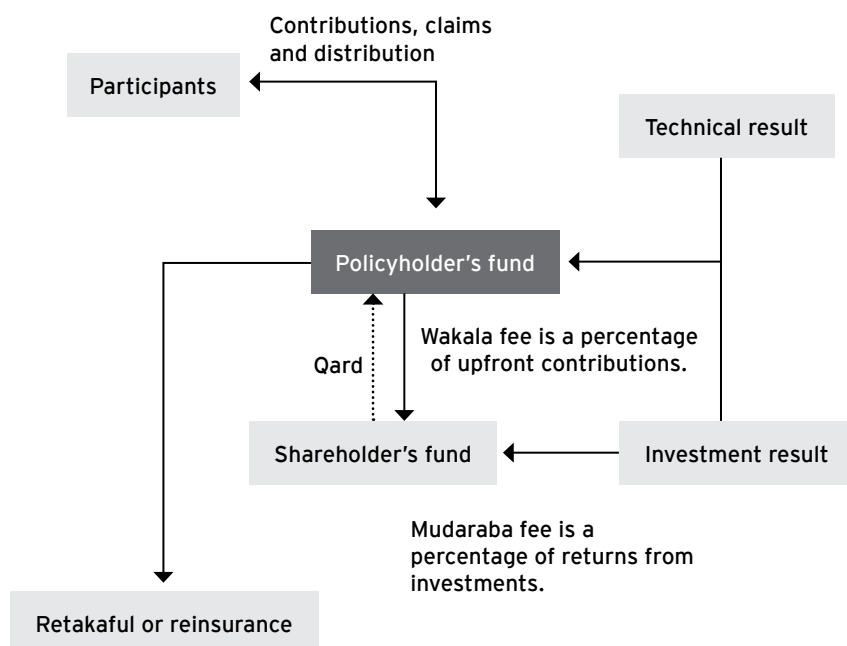 Contributions, claims
and distribution
Participants
Technical result
Policyholder’s fund
Wakala fee is a percentage
of upfront contributions.
Qard
Shareholder’s fund
Investment result
Mudaraba fee is a
percentage of returns from
investments.
Retakaful or reinsurance